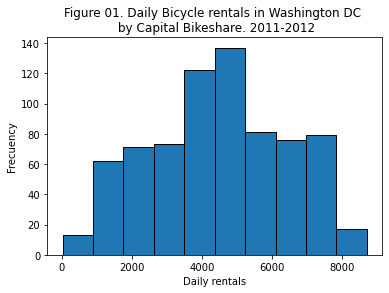 Figure 01. Daily Bicycle rentals in Washington DC
by Capital Bikeshare. 2011-2012
140
120
100
80
60
40
20
0
Frecuency
0 2000 4000 6000 8000
Daily rentals